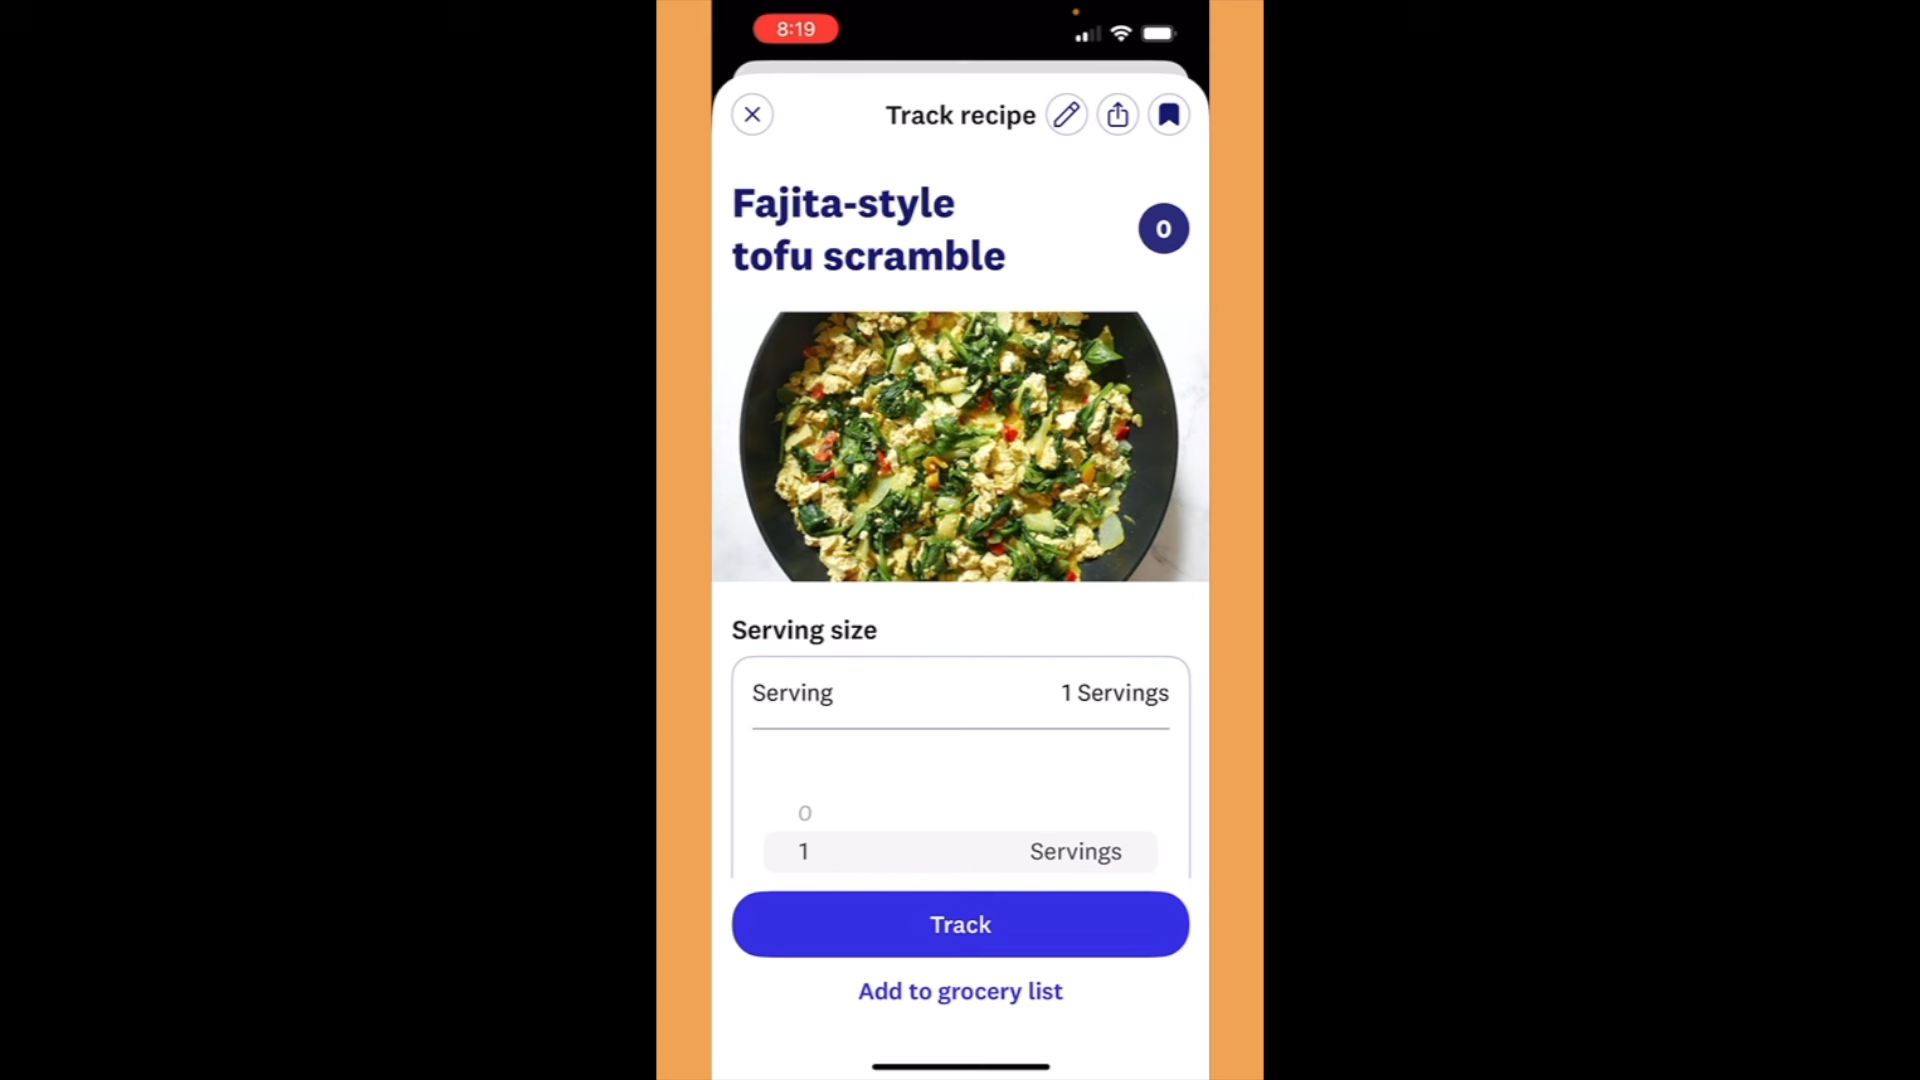 8:19
Track recipe
Fajita-style
tofu scramble
0
Serving size
Serving 1 Servings
0
1 Servings
Track
Add to grocery list